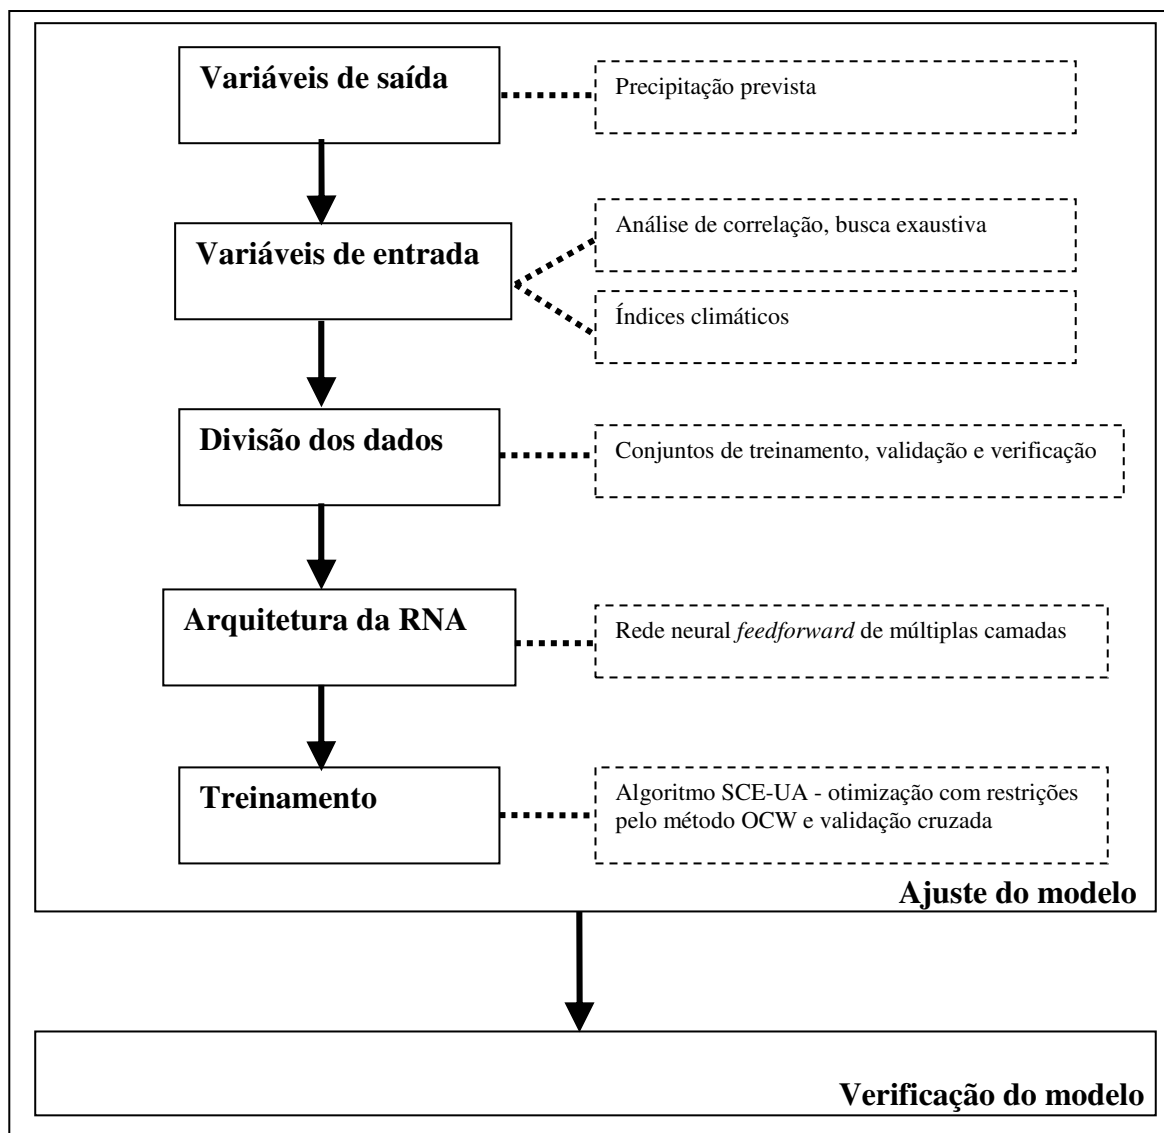 Variáveis de saída
Precipitação prevista
Variáveis de entrada
Análise de correlação, busca exaustiva
Índices climáticos
Divisão dos dados
Conjuntos de treinamento, validação e verificação
Arquitetura da RNA
Rede neural feedforward de múltiplas camadas
Treinamento
Algoritmo SCE-UA - otimização com restrições
pelo método OCW e validação cruzada
Ajuste do modelo
Verificação do modelo